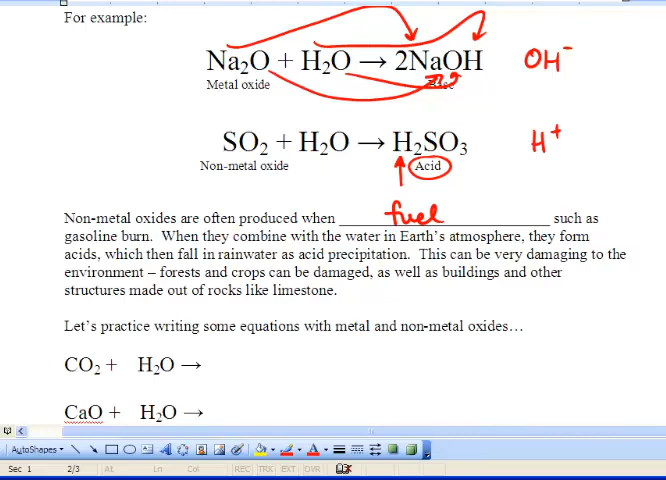 For example:
Na₂O + H₂O → 2NaOH OH⁻
Metal oxide
SO₂ + H₂O → H₂SO₃ H⁺
Non-metal oxide Acid
Non-metal oxides are often produced when fuel such as
gasoline burn. When they combine with the water in Earth's atmosphere, they form
acids, which then fall in rainwater as acid precipitation. This can be very damaging to the
environment – forests and crops can be damaged, as well as buildings and other
structures made out of rocks like limestone.
Let's practice writing some equations with metal and non-metal oxides…
CO₂ + H₂O →
CaO + H₂O →
AutoShapes
Sec 1 2/3 At Ln Col REC TRK EXT OVR